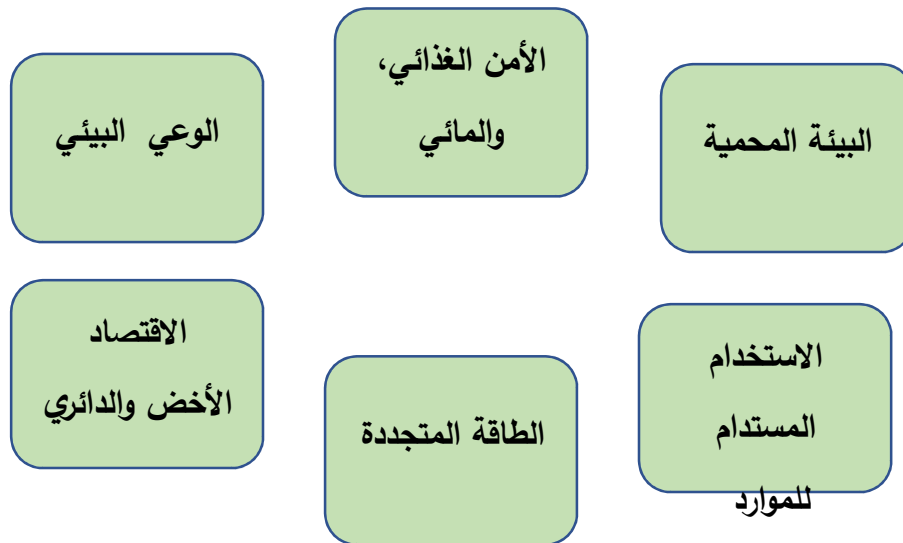 البيئة المحمية
الأمن الغذائي،
والمائي
الوعي البيئي
الاستخدام
المستدام
للموارد
الطاقة المتجددة
الاقتصاد
الأخض والدائري